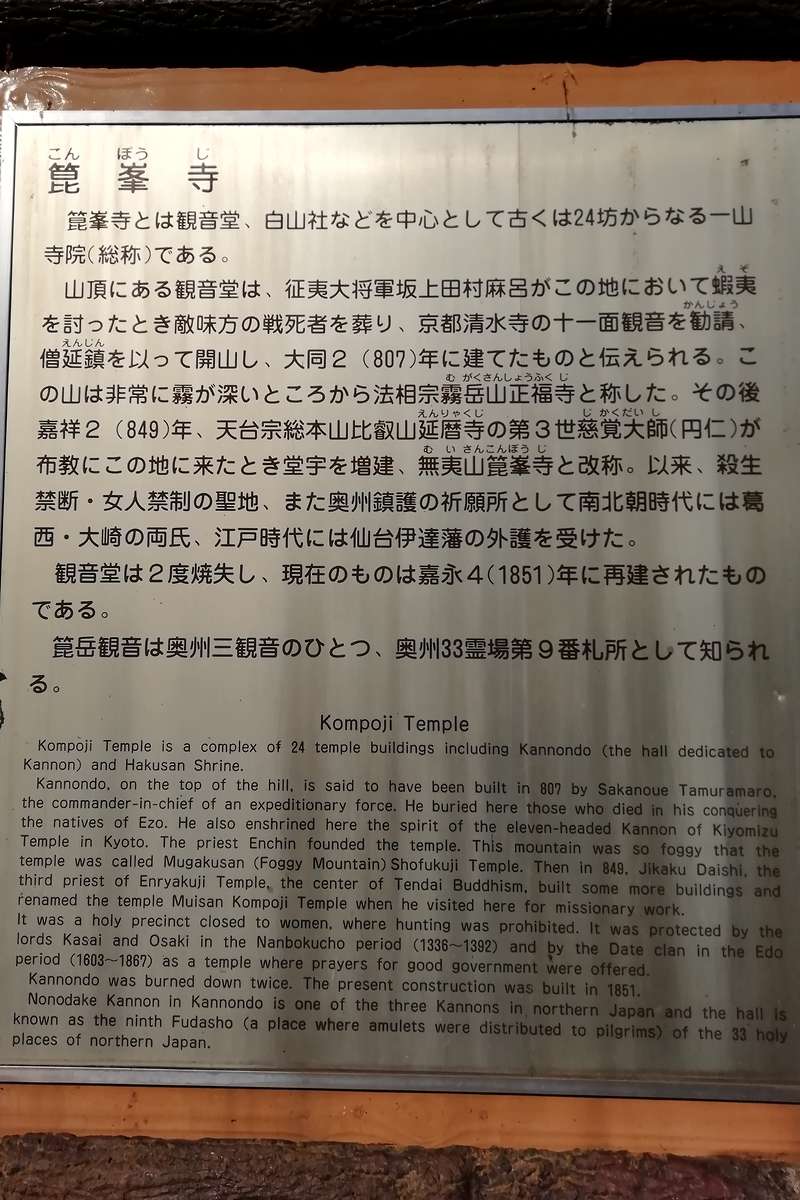 こん ぼう じ
箟峯寺
箟峯寺とは観音堂、白山社などを中心として古くは24坊からなる一山
寺院(総称)である。
えぞ
山頂にある観音堂は、征夷大将軍坂上田村麻呂がこの地において蝦夷
かんじょう
を討ったとき敵味方の戦死者を葬り、京都清水寺の十一面観音を勧請、
えんじん
僧延鎮を以って開山し、大同2(807)年に建てたものと伝えられる。こ
む がくさんしょうふくじ
の山は非常に霧が深いところから法相宗霧岳山正福寺と称した。その後
えんりゃくじ じかくだいし
嘉祥2(849)年、天台宗総本山比叡山延暦寺の第3世慈覚大師(円仁)が
む い さんこんぼう じ
布教にこの地に来たとき堂宇を増建、無夷山箟峯寺と改称。以来、殺生
禁断・女人禁制の聖地、また奥州鎮護の祈願所として南北朝時代には葛
西・大崎の両氏、江戸時代には仙台伊達藩の外護を受けた。
観音堂は2度焼失し、現在のものは嘉永4(1851)年に再建されたもの
である。
箟岳観音は奥州三観音のひとつ、奥州33霊場第9番札所として知られ
る。
Kompoji Temple
Kompoji Temple is a complex of 24 temple buildings including Kannondo (the hall dedicated to
Kannon) and Hakusan Shrine.
Kannondo, on the top of the hill, is said to have been built in 807 by Sakanoue Tamuramaro,
the commander-in-chief of an expeditionary force. He buried here those who died in his conquering
the natives of Ezo. He also enshrined here the spirit of the eleven-headed Kannon of Kiyomizu
Temple in Kyoto. The priest Enchin founded the temple. This mountain was so foggy that the
temple was called Mugakusan (Foggy Mountain) Shofukuji Temple. Then in 849, Jikaku Daishi, the
third priest of Enryakuji Temple, the center of Tendai Buddhism, built some more buildings and
renamed the temple Muisan Kompoji Temple when he visited here for missionary work.
It was a holy precinct closed to women, where hunting was prohibited. It was protected by the
lords Kasai and Osaki in the Nanbokucho period (1336～1392) and by the Date clan in the Edo
period (1603～1867) as a temple where prayers for good government were offered.
Kannondo was burned down twice. The present construction was built in 1851.
Nonodake Kannon in Kannondo is one of the three Kannons in northern Japan and the hall is
known as the ninth Fudasho (a place where amulets were distributed to pilgrims) of the 33 holy
places of northern Japan.